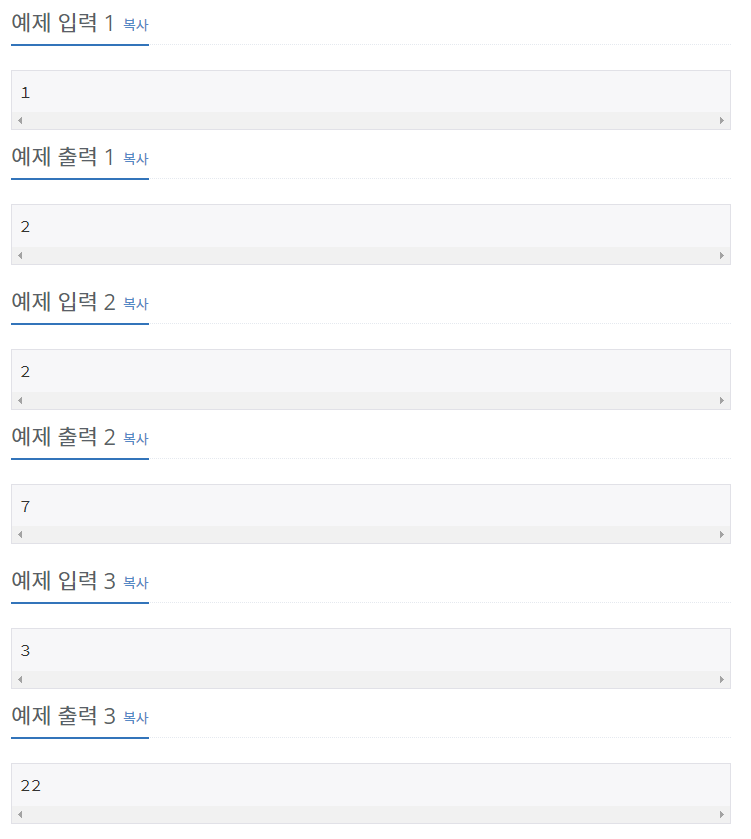 예제 입력 1 복사
1
예제 출력 1 복사
2
예제 입력 2 복사
2
예제 출력 2 복사
7
예제 입력 3 복사
3
예제 출력 3 복사
22